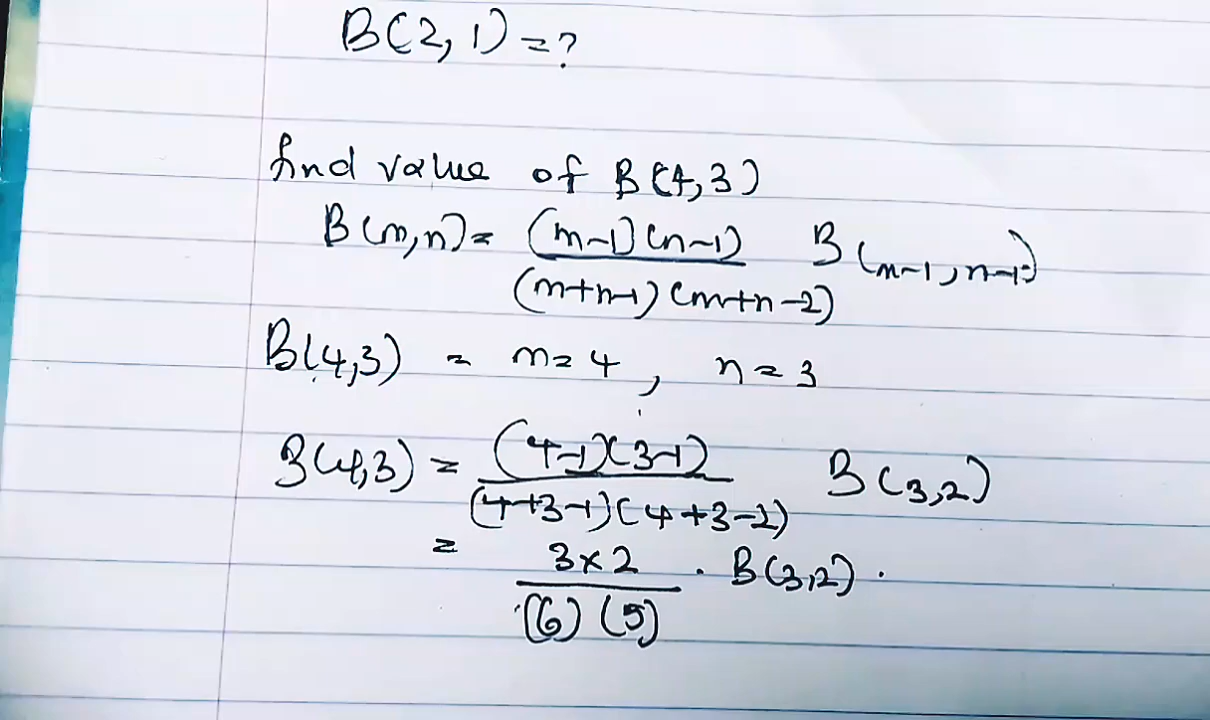 B(2, 1) = ?
find value of B(4,3)
B(m,n) = (m-1)(n-1) / (m+n-1)(m+n-2) B(m-1, n-1)
B(4,3) = m=4 , n=3
B(4,3) = (4-1)(3-1) / (4+3-1)(4+3-2) B(3,2)
= 3×2 / (6)(5) . B(3,2) .